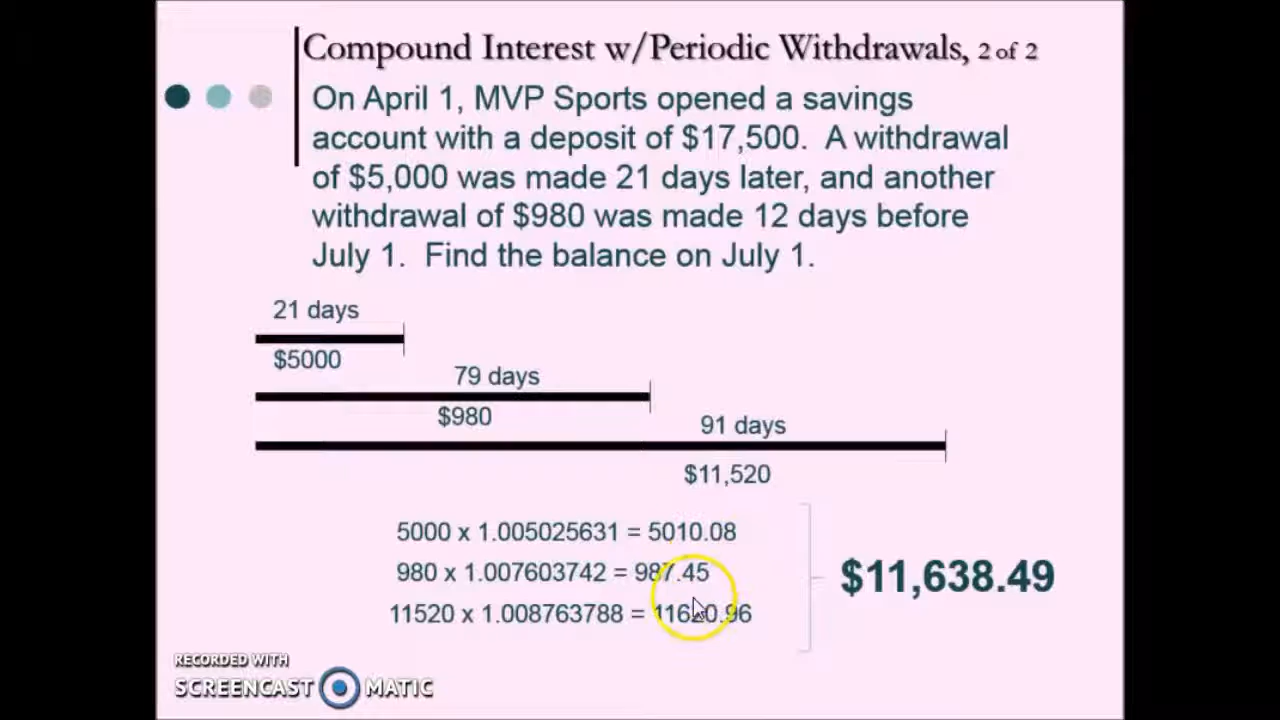 Compound Interest w/Periodic Withdrawals, 2 of 2
On April 1, MVP Sports opened a savings
account with a deposit of $17,500. A withdrawal
of $5,000 was made 21 days later, and another
withdrawal of $980 was made 12 days before
July 1. Find the balance on July 1.
21 days
$5000
79 days
$980
91 days
$11,520
5000 x 1.005025631 = 5010.08
980 x 1.007603742 = 987.45
11520 x 1.008763788 = 11620.96
$11,638.49
RECORDED WITH
SCREENCAST MATIC